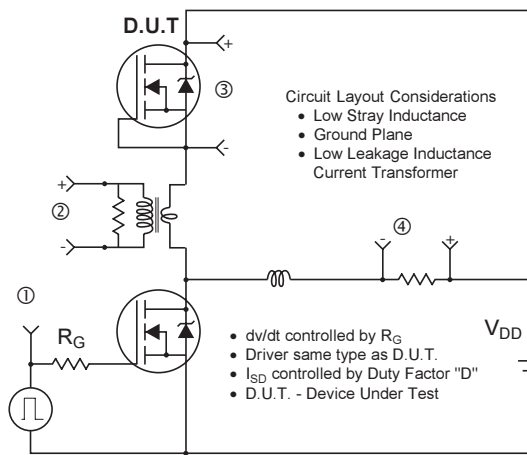 D.U.T
+
③
-
Circuit Layout Considerations
• Low Stray Inductance
• Ground Plane
• Low Leakage Inductance
Current Transformer
+
②
-
④
- +
①
RG
VDD
• dv/dt controlled by RG
• Driver same type as D.U.T.
• ISD controlled by Duty Factor "D"
• D.U.T. - Device Under Test